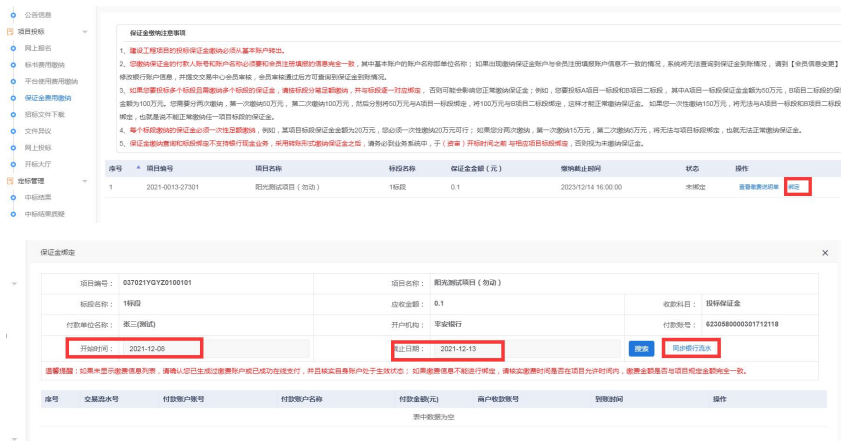 公告信息
项目投标
网上报名
标书费用缴纳
平台使用费用缴纳
保证金费用缴纳
招标文件下载
文件异议
网上投标
开标大厅
定标管理
中标结果
中标结果质疑
保证金缴纳注意事项
1、建设工程项目的投标保证金缴纳必须从基本账户转出。
2、您缴纳保证金的付款人账号和账户名称必须要和会员注册填报的信息完全一致，其中基本账户的账户名称即单位名称；如果出现缴纳保证金账户与会员注册填报账户信息不一致的情况，系统将无法查询到保证金到账情况。请到【会员信息变更】
修改银行账户信息，并提交交易中心会员审核，会员审核通过后方可查询到保证金到账情况。
3、如果您要投标多个标段且需缴纳多个标段的保证金，请按标段分笔足额缴纳，并与标段逐一对应绑定，否则可能会影响您正常缴纳保证金；例如，您要投标A项目一标段和B项目二标段，其中A项目一标段保证金金额为50万元，B项目二标段的保
金额为100万元。您需要分两次缴纳，第一次缴纳50万元，第二次缴纳100万元，然后分别将50万元与A项目一标段绑定，将100万元与B项目二标段绑定，这样才能正常缴纳保证金。如果您一次性缴纳150万元，将无法与A项目一标段和B项目二标段
绑定，也就是说不能正常缴纳任一项目标段的保证金。
4、每个标段缴纳的保证金必须一次性足额缴纳，例如，某项目标段保证金金额为20万元，您必须一次性缴纳20万元可行；如果您分两次缴纳，第一次缴纳15万元，第二次缴纳5万元，将无法与项目标段绑定，也就无法正常缴纳保证金。
5、保证金缴纳查询和标段绑定不支持银行现金业务，采用转账形式缴纳保证金之后，请务必到业务系统中，于（资审）开标时间之前 与相应项目标段绑定，否则视为未缴纳保证金。
序号 项目编号 项目名称 标段名称 保证金金额（元） 缴纳截止时间 状态 操作
1 2021-0013-27301 阳光测试项目（勿动） 1标段 0.1 2023/12/14 16:00:00 未绑定 查看缴费说明单 绑定
保证金绑定 ×
项目编号： 037021YGYZ0100101 项目名称： 阳光测试项目（勿动）
标段名称： 1标段 应收金额： 0.1 收款科目： 投标保证金
付款单位名称： 张三(测试) 开户机构： 平安银行 付款账号： 6230580000301712118
开始时间： 2021-12-06 截止日期： 2021-12-13 搜索 同步银行流水
温馨提醒：如果未显示缴费信息列表，请确认您已生成过缴费账户或已成功在线支付，并且核实自身账户处于生效状态；如果缴费信息不能进行绑定，请核实缴费时间是否在项目允许时间内，缴费金额是否与项目规定金额完全一致。
序号 交易流水号 付款账户账号 付款账户名称 付款金额(元) 商户收款账号 到账时间 操作
表中数据为空